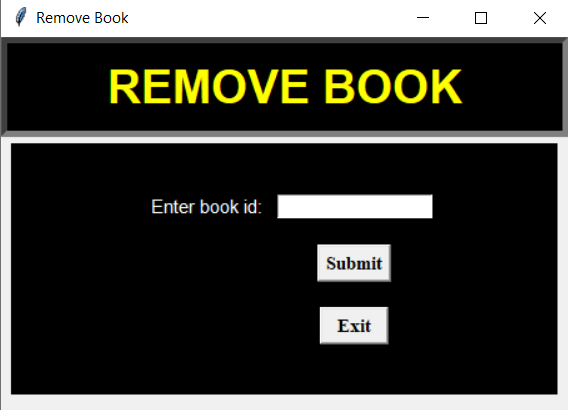 Remove Book
REMOVE BOOK
Enter book id:
Submit
Exit